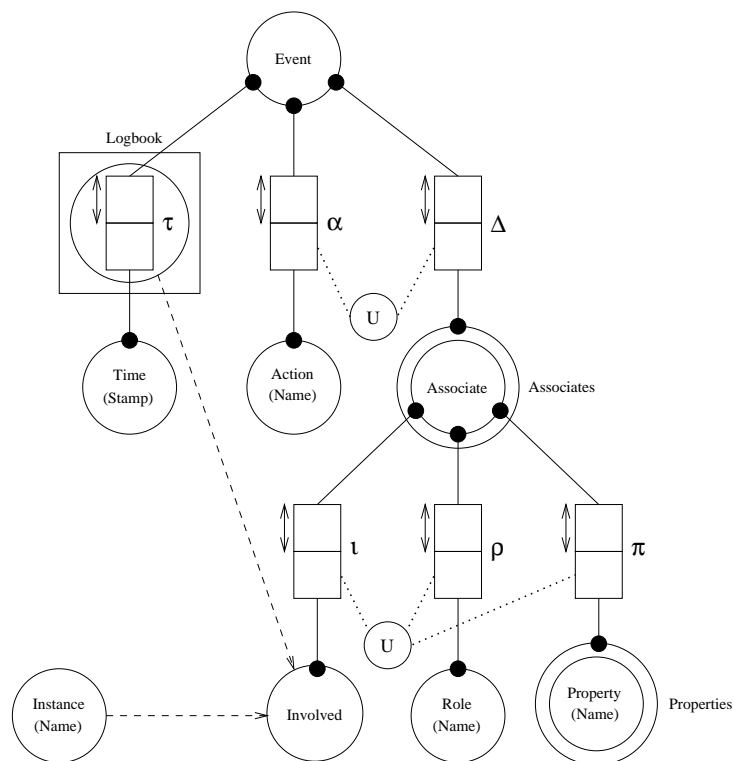 Event
Logbook
τ
α
Δ
U
Time
(Stamp)
Action
(Name)
Associate
Associates
ι
ρ
π
U
Instance
(Name)
Involved
Role
(Name)
Property
(Name)
Properties